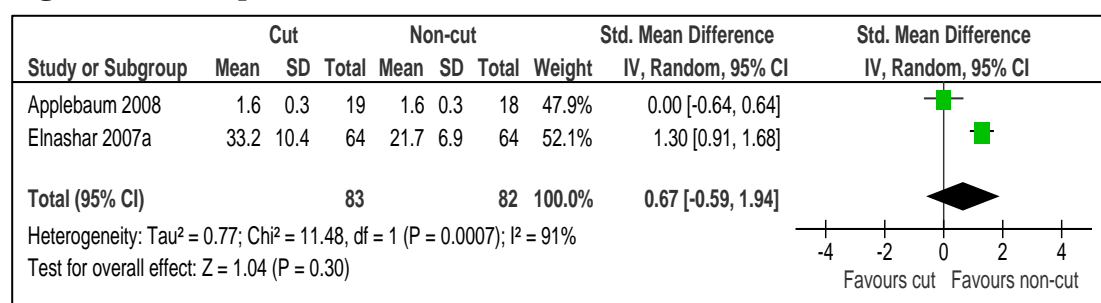 Cut Non-cut Std. Mean Difference Std. Mean Difference
Study or Subgroup Mean SD Total Mean SD Total Weight IV, Random, 95% CI IV, Random, 95% CI
Applebaum 2008 1.6 0.3 19 1.6 0.3 18 47.9% 0.00 [-0.64, 0.64]
Elnashar 2007a 33.2 10.4 64 21.7 6.9 64 52.1% 1.30 [0.91, 1.68]
Total (95% CI) 83 82 100.0% 0.67 [-0.59, 1.94]
Heterogeneity: Tau² = 0.77; Chi² = 11.48, df = 1 (P = 0.0007); I² = 91%
Test for overall effect: Z = 1.04 (P = 0.30)
-4 -2 0 2 4
Favours cut Favours non-cut